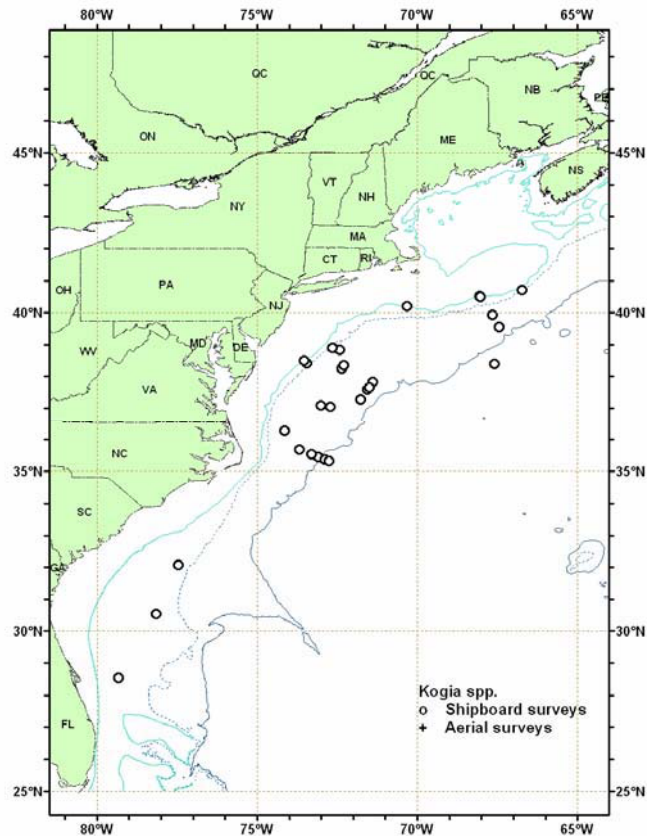 80°W 75°W 70°W 65°W
QC
QC
NB
PE
ON
ME
45°N 45°N
NS
VT
NH
NY
MA
CT RI
OH
PA
NJ
40°N 40°N
MD
DE
WV
VA
NC
35°N 35°N
SC
GA
30°N 30°N
Kogia spp.
Shipboard surveys
FL
Aerial surveys
25°N 25°N
80°W 75°W 70°W 65°W